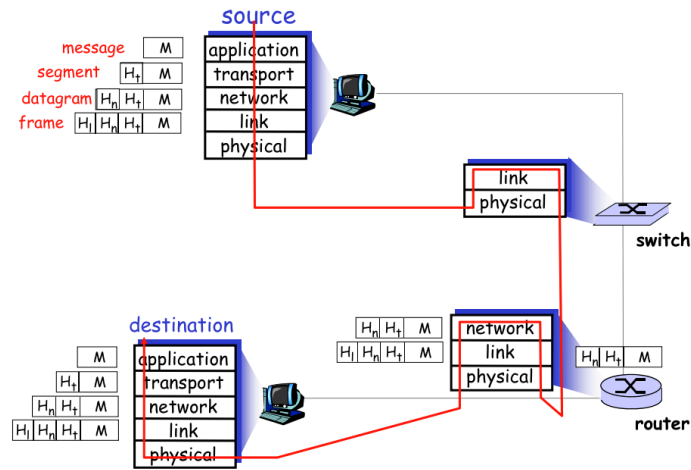 source
message M
application
segment Ht M
transport
datagram Hn Ht M
network
frame Hl Hn Ht M
link
physical
link
physical
switch
destination
Hn Ht M
network
M
application
Hl Hn Ht M
link
Hn Ht M
Ht M
transport
physical
Hn Ht M
network
router
Hl Hn Ht M
link
physical